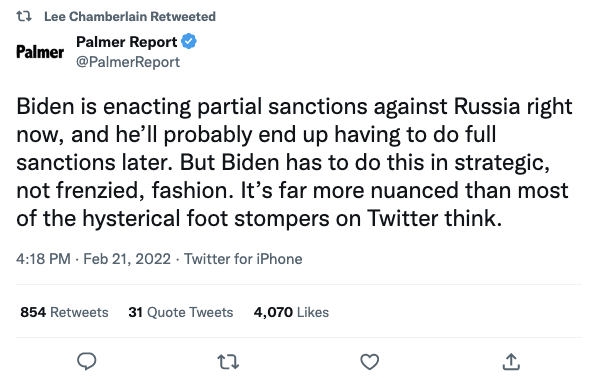 Lee Chamberlain Retweeted
Palmer
Palmer Report
@PalmerReport
Biden is enacting partial sanctions against Russia right
now, and he’ll probably end up having to do full
sanctions later. But Biden has to do this in strategic,
not frenzied, fashion. It’s far more nuanced than most
of the hysterical foot stompers on Twitter think.
4:18 PM · Feb 21, 2022 · Twitter for iPhone
854 Retweets 31 Quote Tweets 4,070 Likes